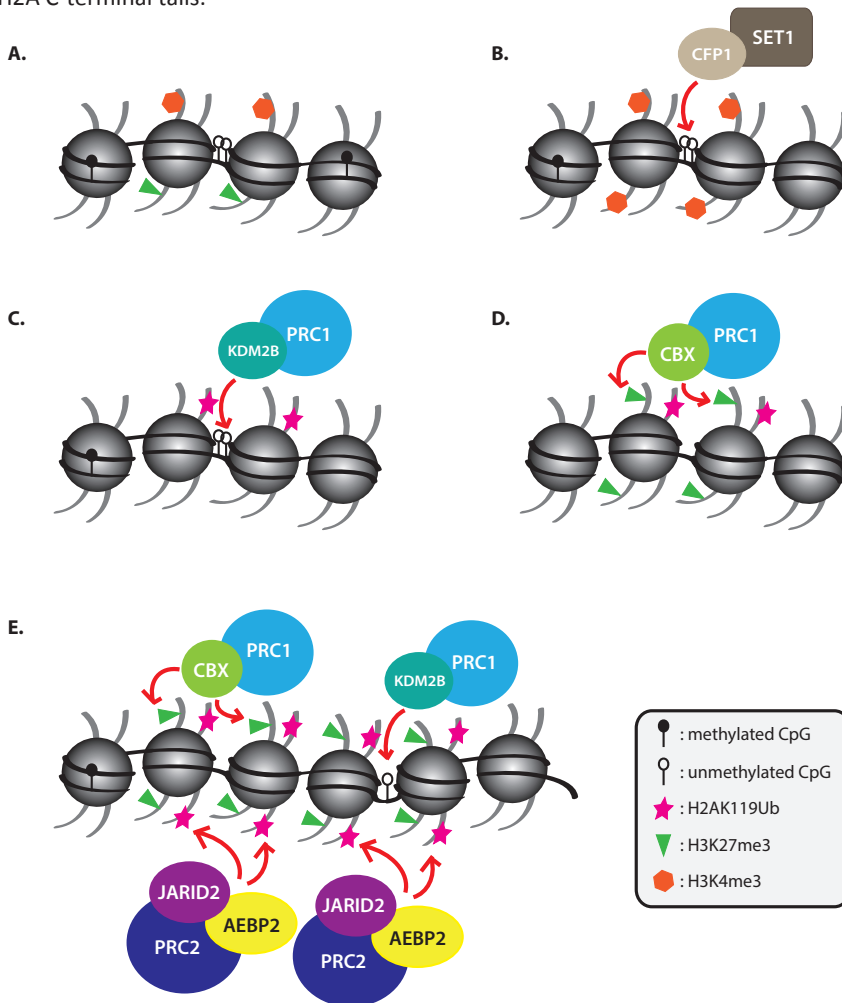 H2A C-terminal tails.
A.
B.
CFP1
SET1
C.
KDM2B
PRC1
D.
CBX
PRC1
E.
CBX
PRC1
KDM2B
PRC1
JARID2
AEBP2
PRC2
JARID2
AEBP2
PRC2
: methylated CpG
: unmethylated CpG
: H2AK119Ub
: H3K27me3
: H3K4me3